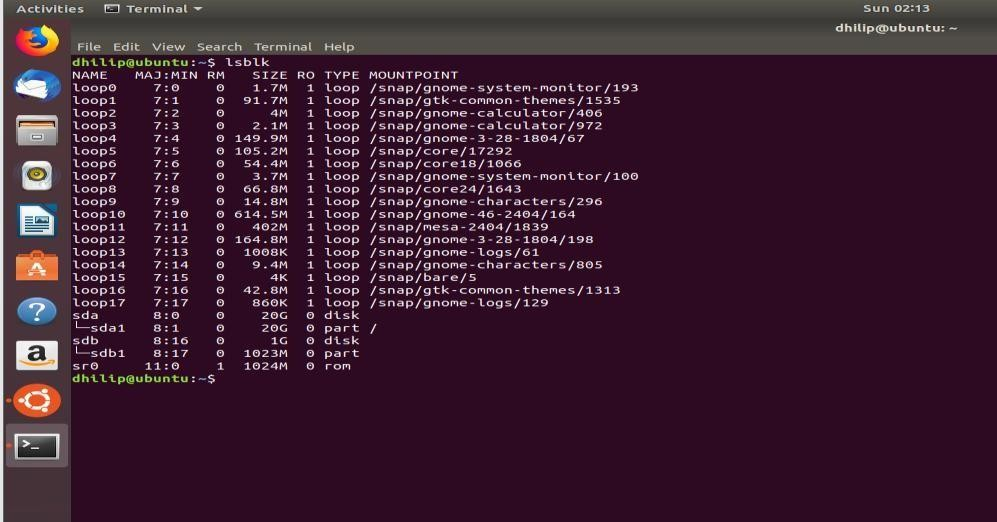 Activities Terminal Sun 02:13
dhilip@ubuntu: ~
File Edit View Search Terminal Help
dhilip@ubuntu:~$ lsblk
NAME MAJ:MIN RM SIZE RO TYPE MOUNTPOINT
loop0 7:0 0 1.7M 1 loop /snap/gnome-system-monitor/193
loop1 7:1 0 91.7M 1 loop /snap/gtk-common-themes/1535
loop2 7:2 0 4M 1 loop /snap/gnome-calculator/406
loop3 7:3 0 2.1M 1 loop /snap/gnome-calculator/972
loop4 7:4 0 149.9M 1 loop /snap/gnome-3-28-1804/67
loop5 7:5 0 105.2M 1 loop /snap/core/17292
loop6 7:6 0 54.4M 1 loop /snap/core18/1066
loop7 7:7 0 3.7M 1 loop /snap/gnome-system-monitor/100
loop8 7:8 0 66.8M 1 loop /snap/core24/1643
loop9 7:9 0 14.8M 1 loop /snap/gnome-characters/296
loop10 7:10 0 614.5M 1 loop /snap/gnome-46-2404/164
loop11 7:11 0 402M 1 loop /snap/mesa-2404/1839
loop12 7:12 0 164.8M 1 loop /snap/gnome-3-28-1804/198
loop13 7:13 0 1008K 1 loop /snap/gnome-logs/61
loop14 7:14 0 9.4M 1 loop /snap/gnome-characters/805
loop15 7:15 0 4K 1 loop /snap/bare/5
loop16 7:16 0 42.8M 1 loop /snap/gtk-common-themes/1313
loop17 7:17 0 860K 1 loop /snap/gnome-logs/129
sda 8:0 0 20G 0 disk
└─sda1 8:1 0 20G 0 part /
sdb 8:16 0 1G 0 disk
└─sdb1 8:17 0 1023M 0 part
sr0 11:0 1 1024M 0 rom
dhilip@ubuntu:~$